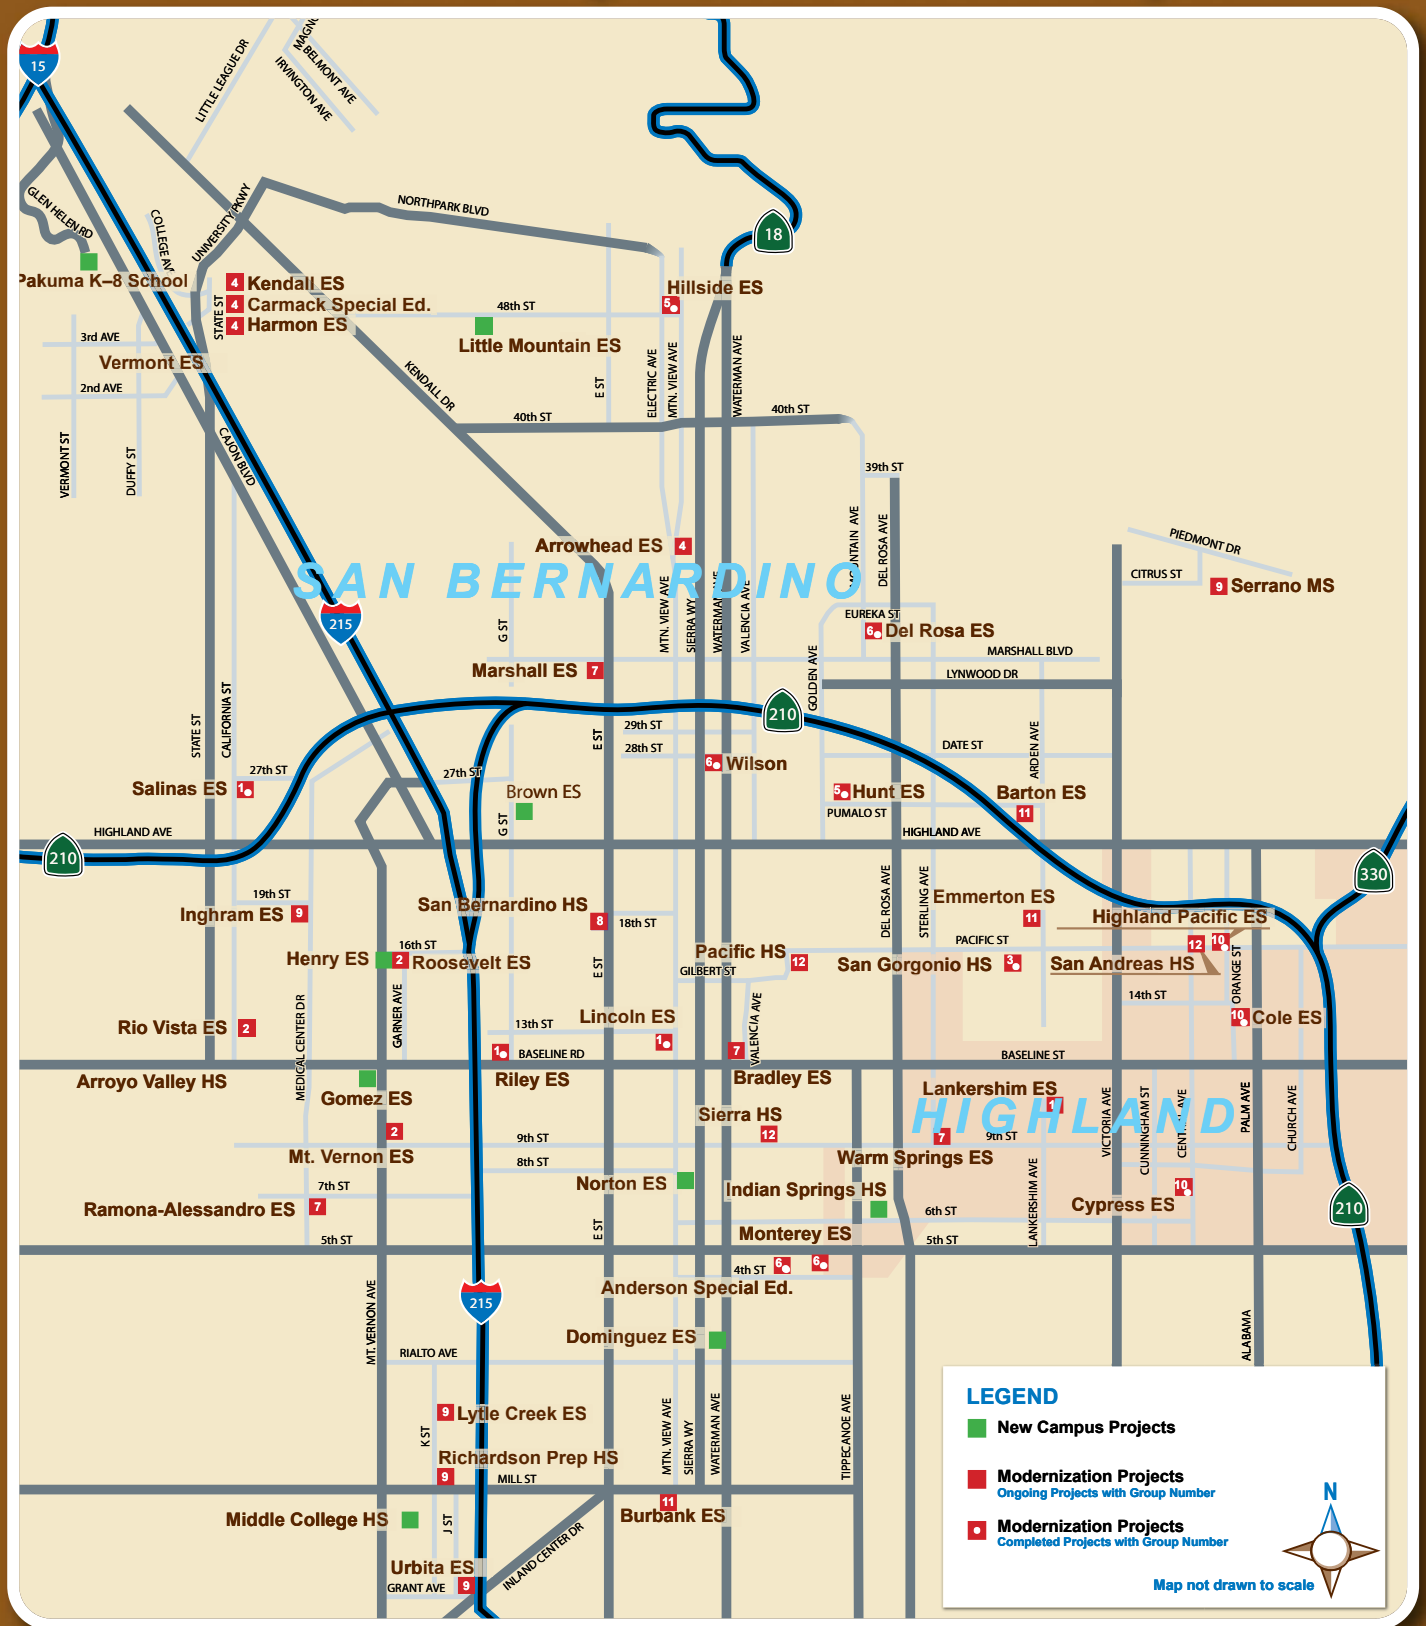 15
LITTLE LEAGUE DR
BELMONT AVE
IRVINGTON AVE
GLEN HELEN RD
UNIVERSITY PKWY
NORTHPARK BLVD
18
Pakuma K–8 School
4 Kendall ES
4 Carmack Special Ed.
4 Harmon ES
STATE ST
48th ST
Hillside ES
5
Little Mountain ES
3rd AVE
Vermont ES
2nd AVE
KENDALL DR
E ST
ELECTRIC AVE
MTN. VIEW AVE
WATERMAN AVE
40th ST
40th ST
VERMONT ST
DUFFY ST
CAJON BLVD
39th ST
MOUNTAIN AVE
DEL ROSA AVE
PIEDMONT DR
CITRUS ST
9 Serrano MS
Arrowhead ES 4
SAN BERNARDINO
215
G ST
MTN. VIEW AVE
SIERRA WY
WATERMAN AVE
VALENCIA AVE
EUREKA ST
6 Del Rosa ES
MARSHALL BLVD
Marshall ES 7
GOLDEN AVE
LYNWOOD DR
210
STATE ST
CALIFORNIA ST
E ST
29th ST
28th ST
DATE ST
ARDEN AVE
6 Wilson
27th ST
27th ST
Salinas ES 1
Brown ES
5 Hunt ES
Barton ES
11
PUMALO ST
G ST
HIGHLAND AVE
HIGHLAND AVE
210
330
DEL ROSA AVE
STERLING AVE
19th ST
Inghram ES 9
San Bernardino HS
8
18th ST
Emmerton ES
11
Highland Pacific ES
12
10
PACIFIC ST
16th ST
Henry ES 2 Roosevelt ES
E ST
Pacific HS
12
GILBERT ST
San Gorgonio HS 3
San Andreas HS
ORANGE ST
14th ST
MEDICAL CENTER DR
GARNER AVE
Rio Vista ES 2
Lincoln ES
1
13th ST
VALENCIA AVE
10 Cole ES
1 BASELINE RD
7
BASELINE ST
Arroyo Valley HS
Riley ES
Bradley ES
Gomez ES
Lankershim ES
HIGHLAND
VICTORIA AVE
CUNNINGHAM ST
PALM AVE
CHURCH AVE
Sierra HS
12
2
9th ST
7
9th ST
Mt. Vernon ES
8th ST
Warm Springs ES
LANKERSHIM AVE
7th ST
Norton ES
Indian Springs HS
10
Cypress ES
Ramona-Alessandro ES 7
E ST
6th ST
210
5th ST
Monterey ES
5th ST
4th ST 6 6
Anderson Special Ed.
MT. VERNON AVE
215
Dominguez ES
ALABAMA
RIALTO AVE
9 Lytle Creek ES
K ST
MTN. VIEW AVE
SIERRA WY
WATERMAN AVE
TIPPECANOE AVE
Richardson Prep HS
9
MILL ST
11
Burbank ES
Middle College HS
J ST
INLAND CENTER DR
Urbita ES
GRANT AVE 9
LEGEND
New Campus Projects
Modernization Projects
Ongoing Projects with Group Number
Modernization Projects
Completed Projects with Group Number
N
Map not drawn to scale